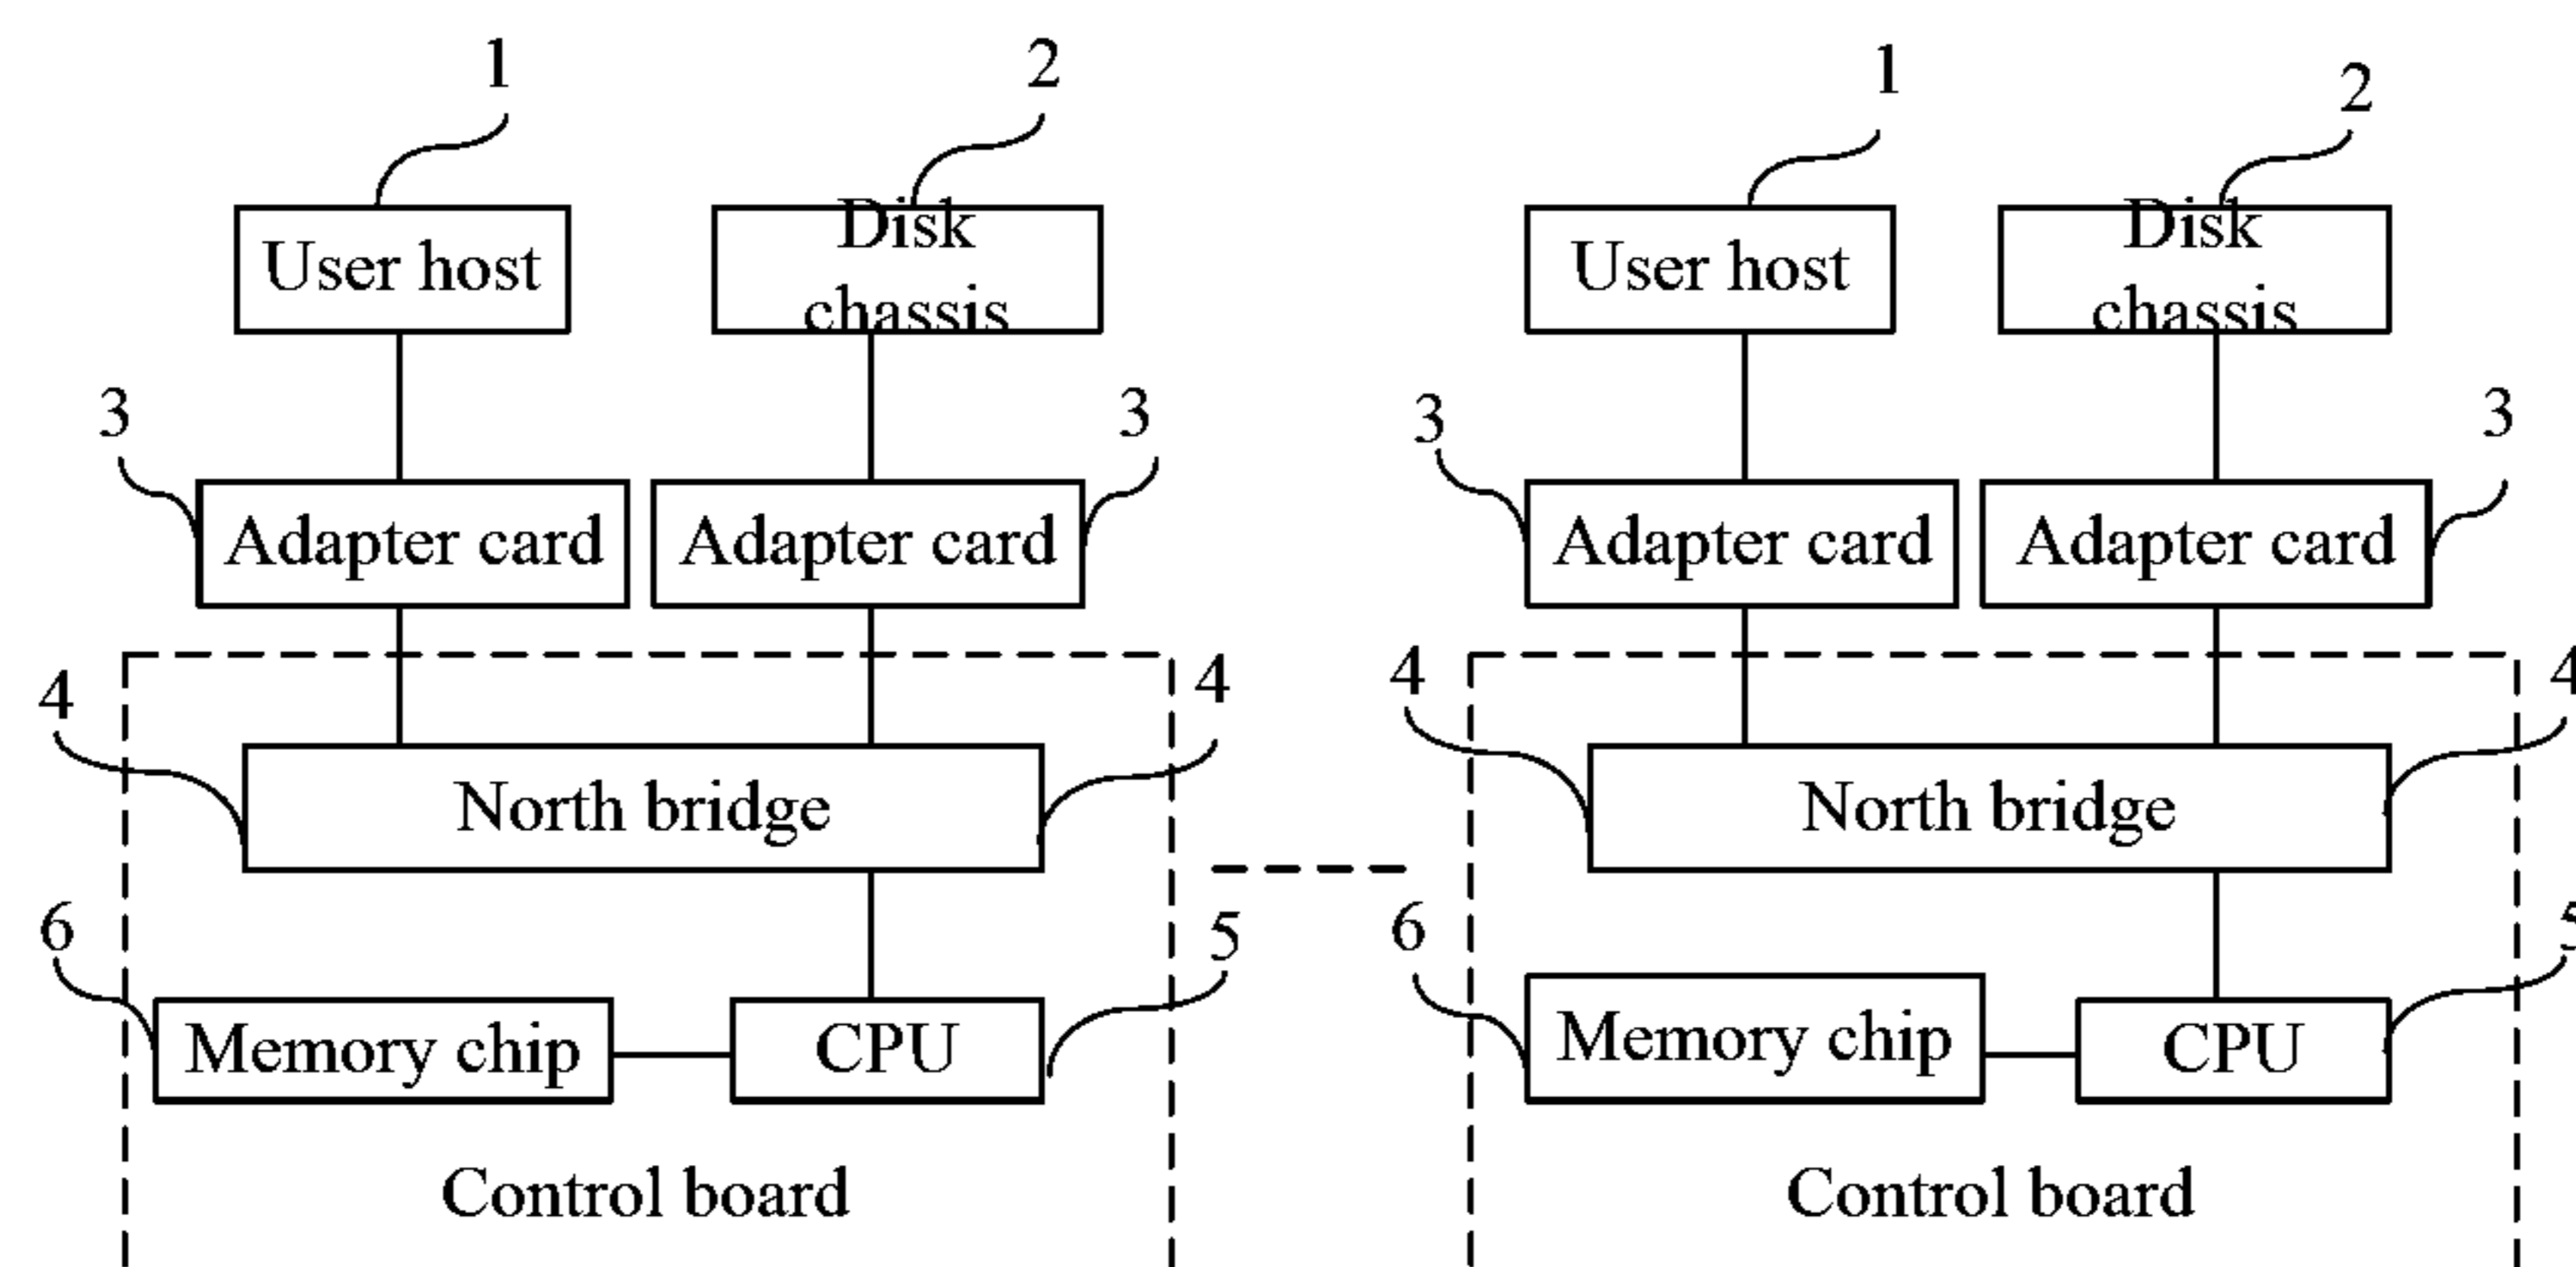 1
2
1
2
User host
Disk
chassis
User host
Disk
chassis
3
3
3
3
Adapter card
Adapter card
Adapter card
Adapter card
4
4
4
4
North bridge
North bridge
6
5
6
5
Memory chip
CPU
Memory chip
CPU
Control board
Control board